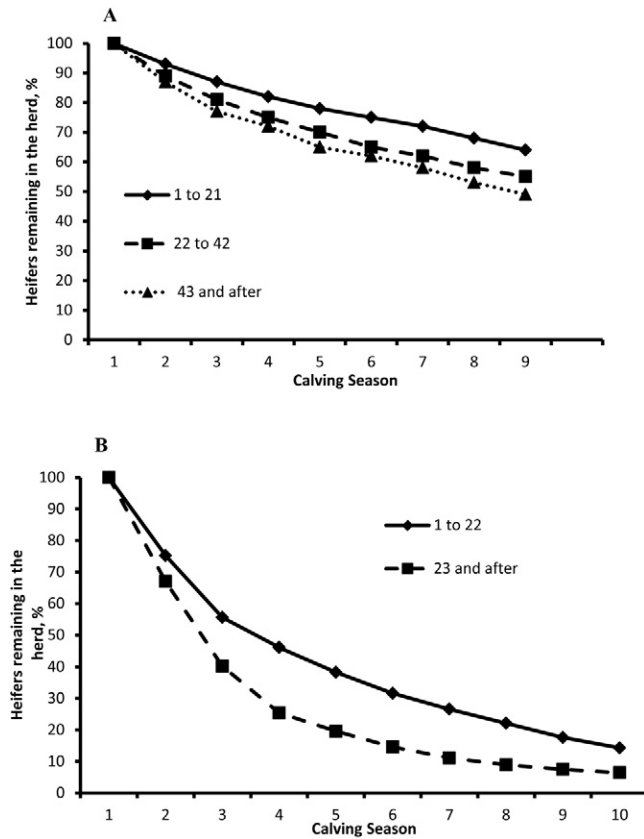 A
Heifers remaining in the herd, %
100
90
80
70
60
50
40
30
20
10
0
1 to 21
22 to 42
43 and after
1 2 3 4 5 6 7 8 9
Calving Season
B
Heifers remaining in the
herd, %
100
90
80
70
60
50
40
30
20
10
0
1 to 22
23 and after
1 2 3 4 5 6 7 8 9 10
Calving Season